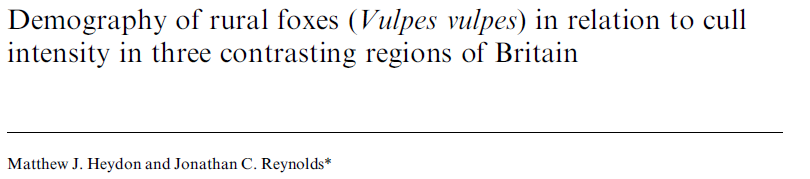 Demography of rural foxes (Vulpes vulpes) in relation to cull
intensity in three contrasting regions of Britain
Matthew J. Heydon and Jonathan C. Reynolds*